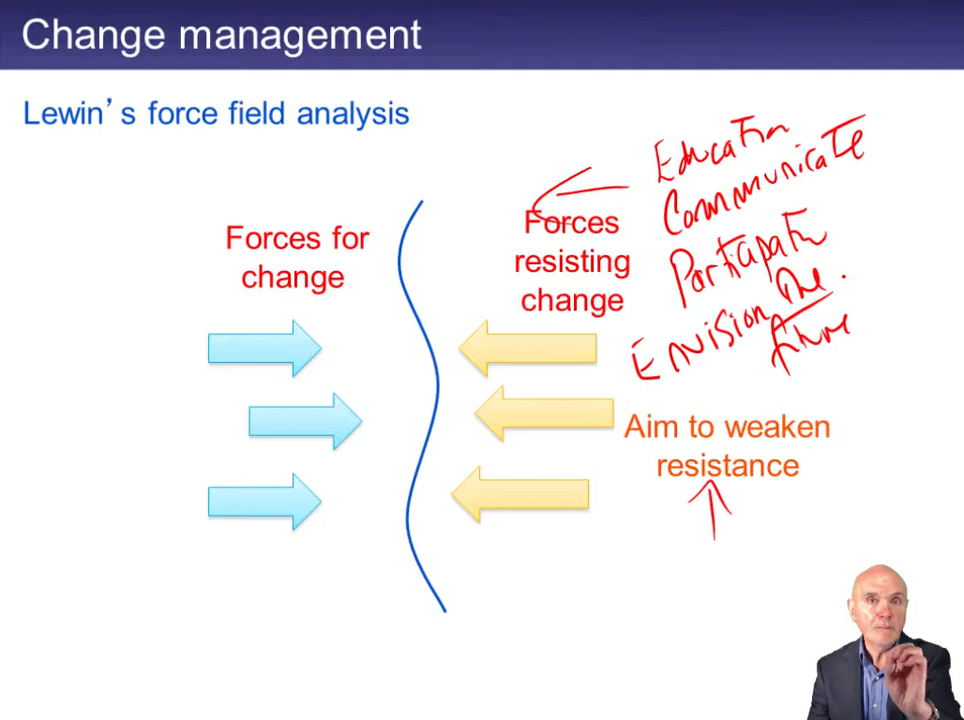 Change management
Lewin's force field analysis
Forces for
change
Forces
resisting
change
Education
Communicate
Participate
Envision the
future
Aim to weaken
resistance